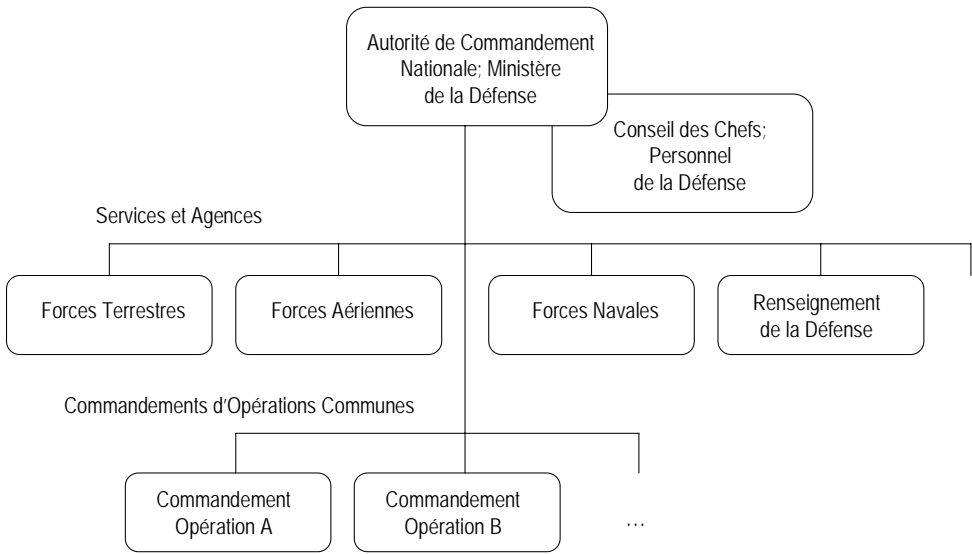 Autorité de Commandement
Nationale; Ministère
de la Défense
Conseil des Chefs;
Personnel
de la Défense
Services et Agences
Forces Terrestres
Forces Aériennes
Forces Navales
Renseignement
de la Défense
Commandements d'Opérations Communes
Commandement
Opération A
Commandement
Opération B
…